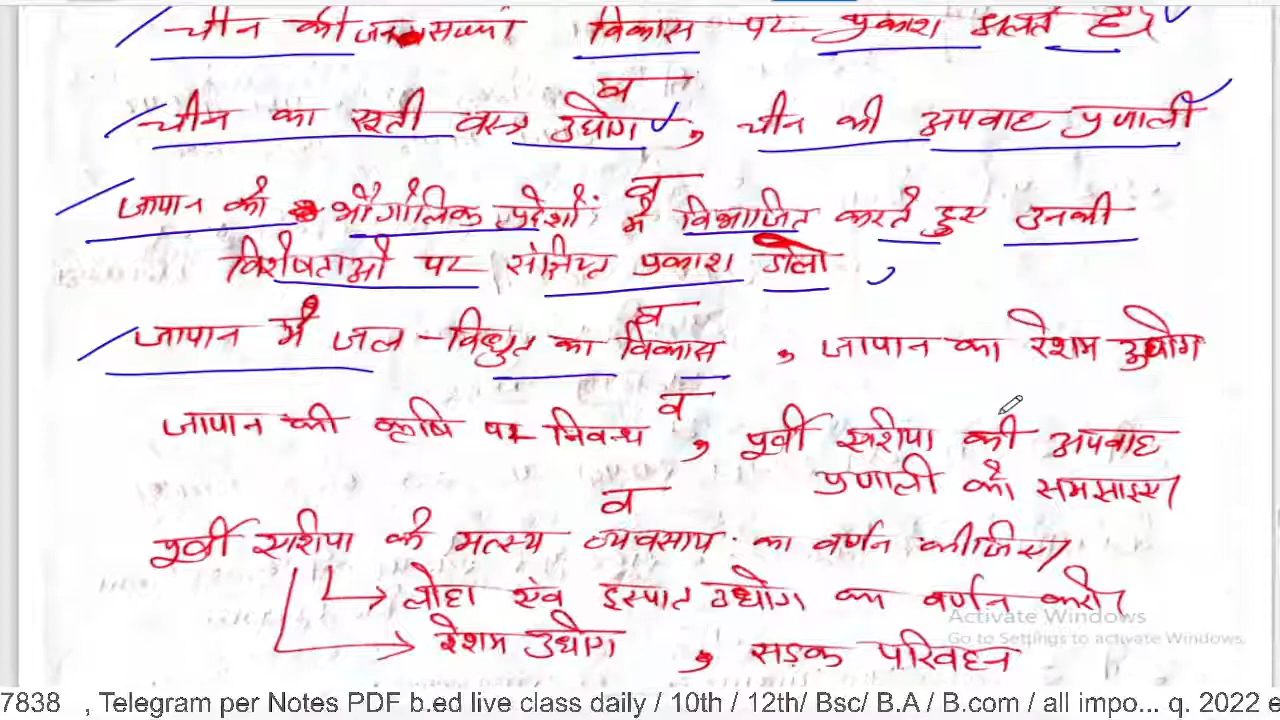 चीन की जनसंख्या विकास पर प्रकाश डालते है।
व
चीन का सूती वस्त्र उद्योग , चीन की अपवाह प्रणाली
व
जापान को भौगोलिक प्रदेशों में विभाजित करते हुए उनकी
विशेषताओ पर संक्षिप्त प्रकाश डालो ,
व
जापान में जल-विद्युत का विकास , जापान का रेशम उद्योग
व
जापान की कृषि पर निबन्ध , पूर्वी एशिया की अपवाह
प्रणाली को समझाइए।
व
पूर्वी एशिया के मत्स्य व्यवसाय का वर्णन कीजिए।
लोहा एंव इस्पात उद्योग का वर्णन करो।
रेशम उद्योग , सड़क परिवहन
Activate Windows
Go to Settings to activate Windows.
7838 , Telegram per Notes PDF b.ed live class daily / 10th / 12th/ Bsc/ B.A / B.com / all impo... q. 2022 e